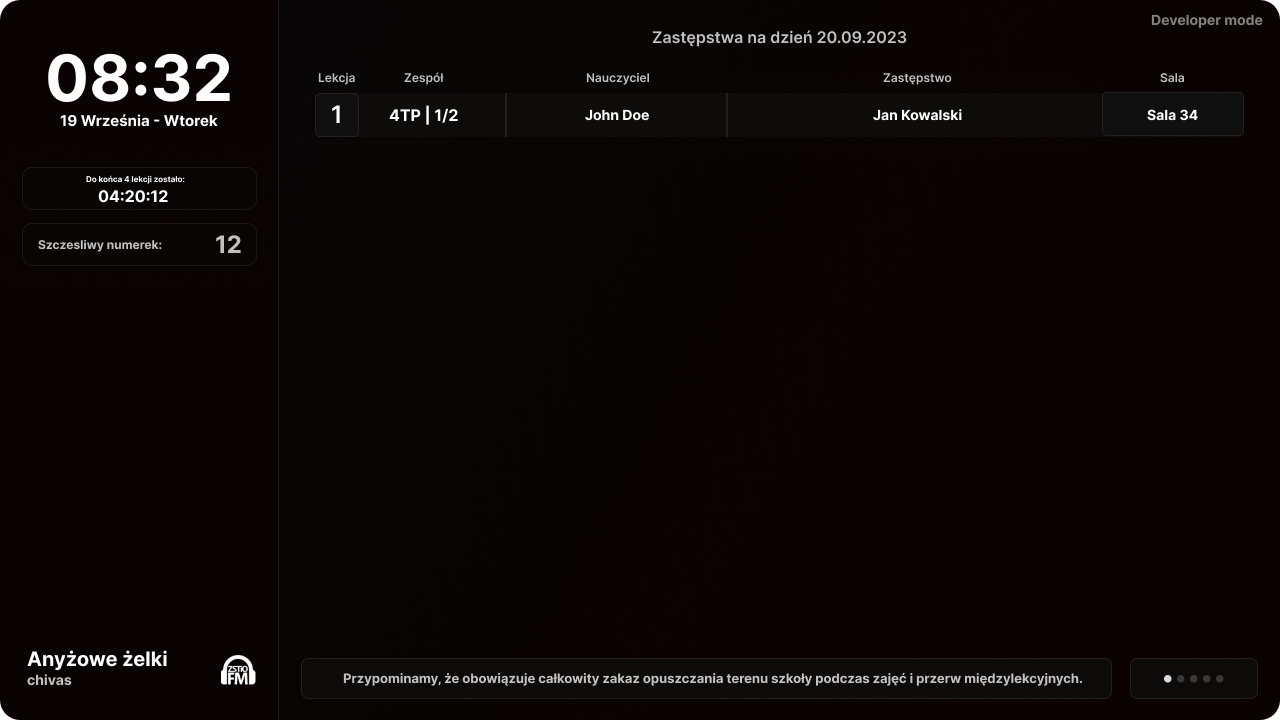 08:32
19 Września - Wtorek
Do końca 4 lekcji zostało:
04:20:12
Szczesliwy numerek:
12
Anyżowe żelki
chivas
ZSTIO
FM
Developer mode
Zastępstwa na dzień 20.09.2023
Lekcja Zespół Nauczyciel Zastępstwo Sala
1 4TP | 1/2 John Doe Jan Kowalski Sala 34
Przypominamy, że obowiązuje całkowity zakaz opuszczania terenu szkoły podczas zajęć i przerw międzylekcyjnych.